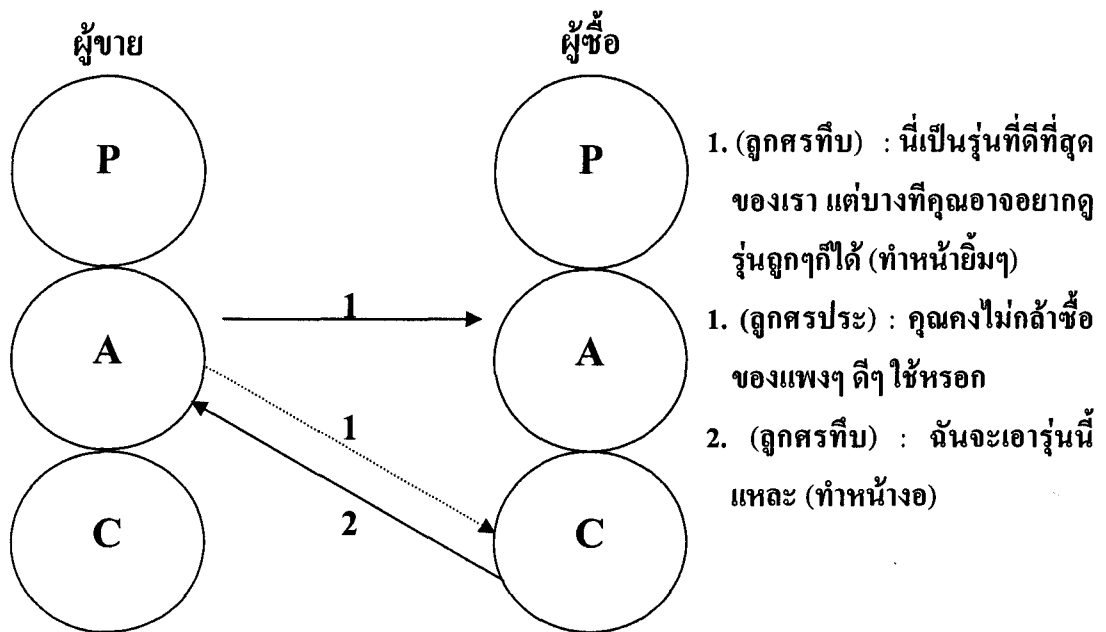 ผู้ขาย ผู้ซื้อ
P P
1. (ลูกศรทึบ) : นี่เป็นรุ่นที่ดีที่สุด
ของเรา แต่บางทีคุณอาจอยากดู
รุ่นถูกๆก็ได้ (ทำหน้ายิ้มๆ)
1
A A
1. (ลูกศรประ) : คุณคงไม่กล้าซื้อ
ของแพงๆ ดีๆ ใช้หรอก
1
2. (ลูกศรทึบ) : ฉันจะเอารุ่นนี้
แหละ (ทำหน้างอ)
2
C C